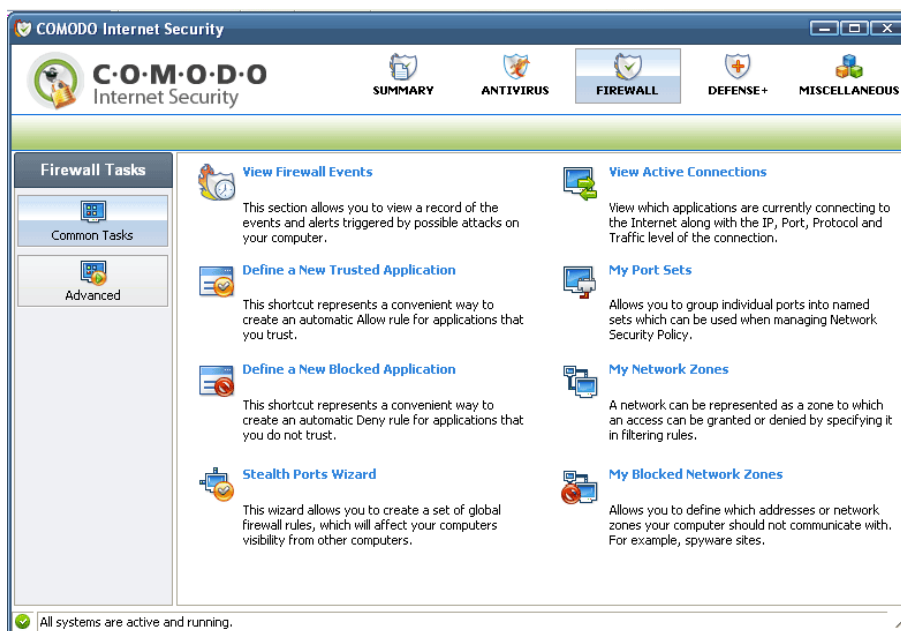 COMODO Internet Security
C·O·M·O·D·O
Internet Security
SUMMARY
ANTIVIRUS
FIREWALL
DEFENSE+
MISCELLANEOUS
Firewall Tasks
Common Tasks
Advanced
View Firewall Events
This section allows you to view a record of the
events and alerts triggered by possible attacks on
your computer.
View Active Connections
View which applications are currently connecting to
the Internet along with the IP, Port, Protocol and
Traffic level of the connection.
Define a New Trusted Application
This shortcut represents a convenient way to
create an automatic Allow rule for applications that
you trust.
My Port Sets
Allows you to group individual ports into named
sets which can be used when managing Network
Security Policy.
Define a New Blocked Application
This shortcut represents a convenient way to
create an automatic Deny rule for applications that
you do not trust.
My Network Zones
A network can be represented as a zone to which
an access can be granted or denied by specifying it
in filtering rules.
Stealth Ports Wizard
This wizard allows you to create a set of global
firewall rules, which will affect your computers
visibility from other computers.
My Blocked Network Zones
Allows you to define which addresses or network
zones your computer should not communicate with.
For example, spyware sites.
All systems are active and running.